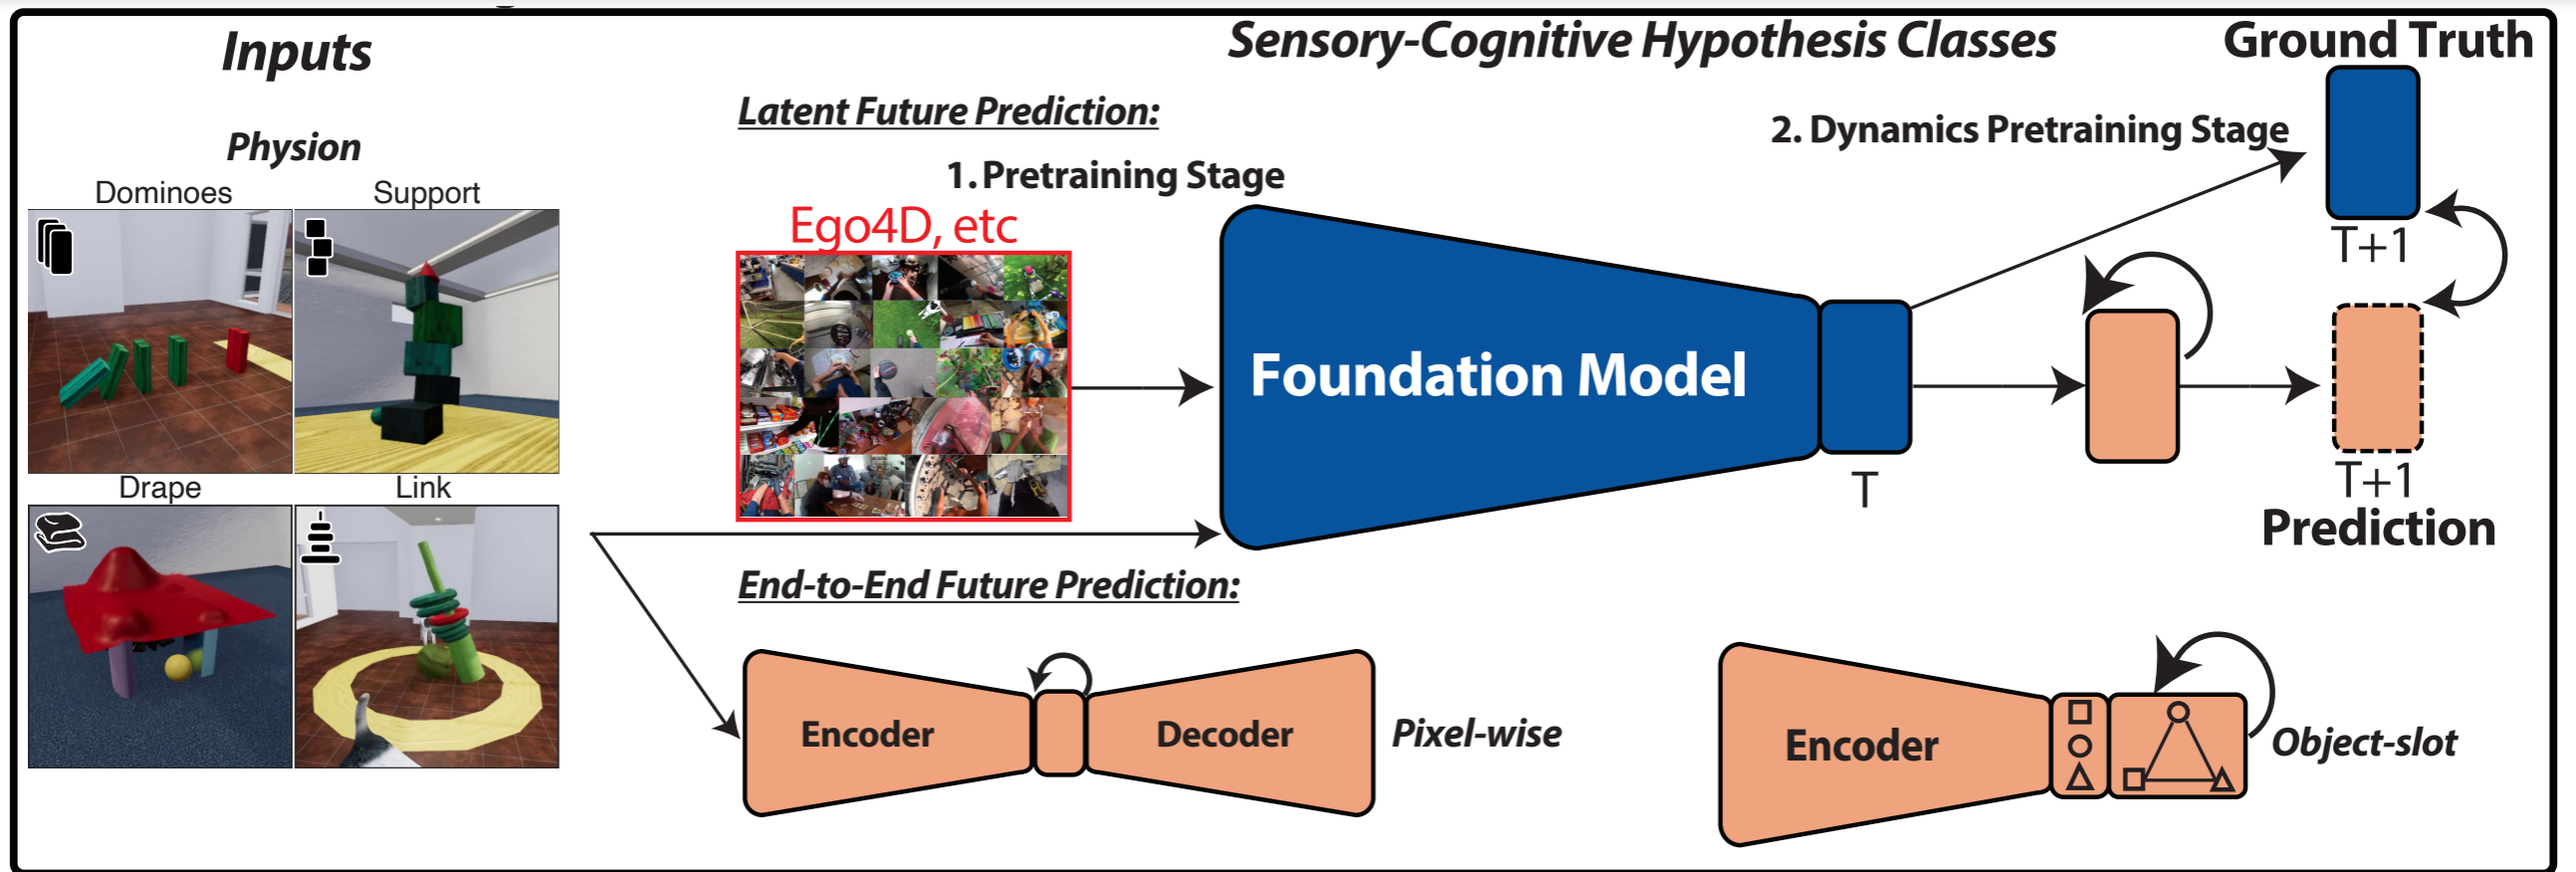 Inputs
Sensory-Cognitive Hypothesis Classes
Ground Truth
Physion
Dominoes
Support
Drape
Link
Latent Future Prediction:
1. Pretraining Stage
2. Dynamics Pretraining Stage
Ego4D, etc
Foundation Model
T
T+1
T+1
Prediction
End-to-End Future Prediction:
Encoder
Decoder
Pixel-wise
Encoder
Object-slot